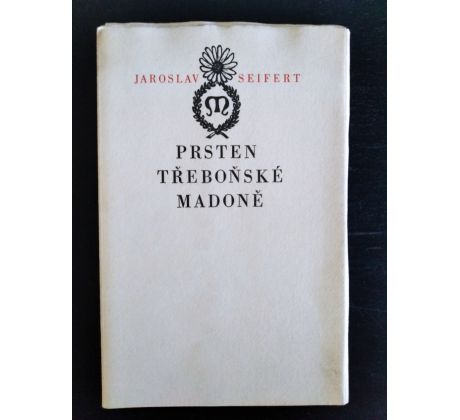 JAROSLAV SEIFERT
M
PRSTEN
TŘEBOŇSKÉ
MADONĚ